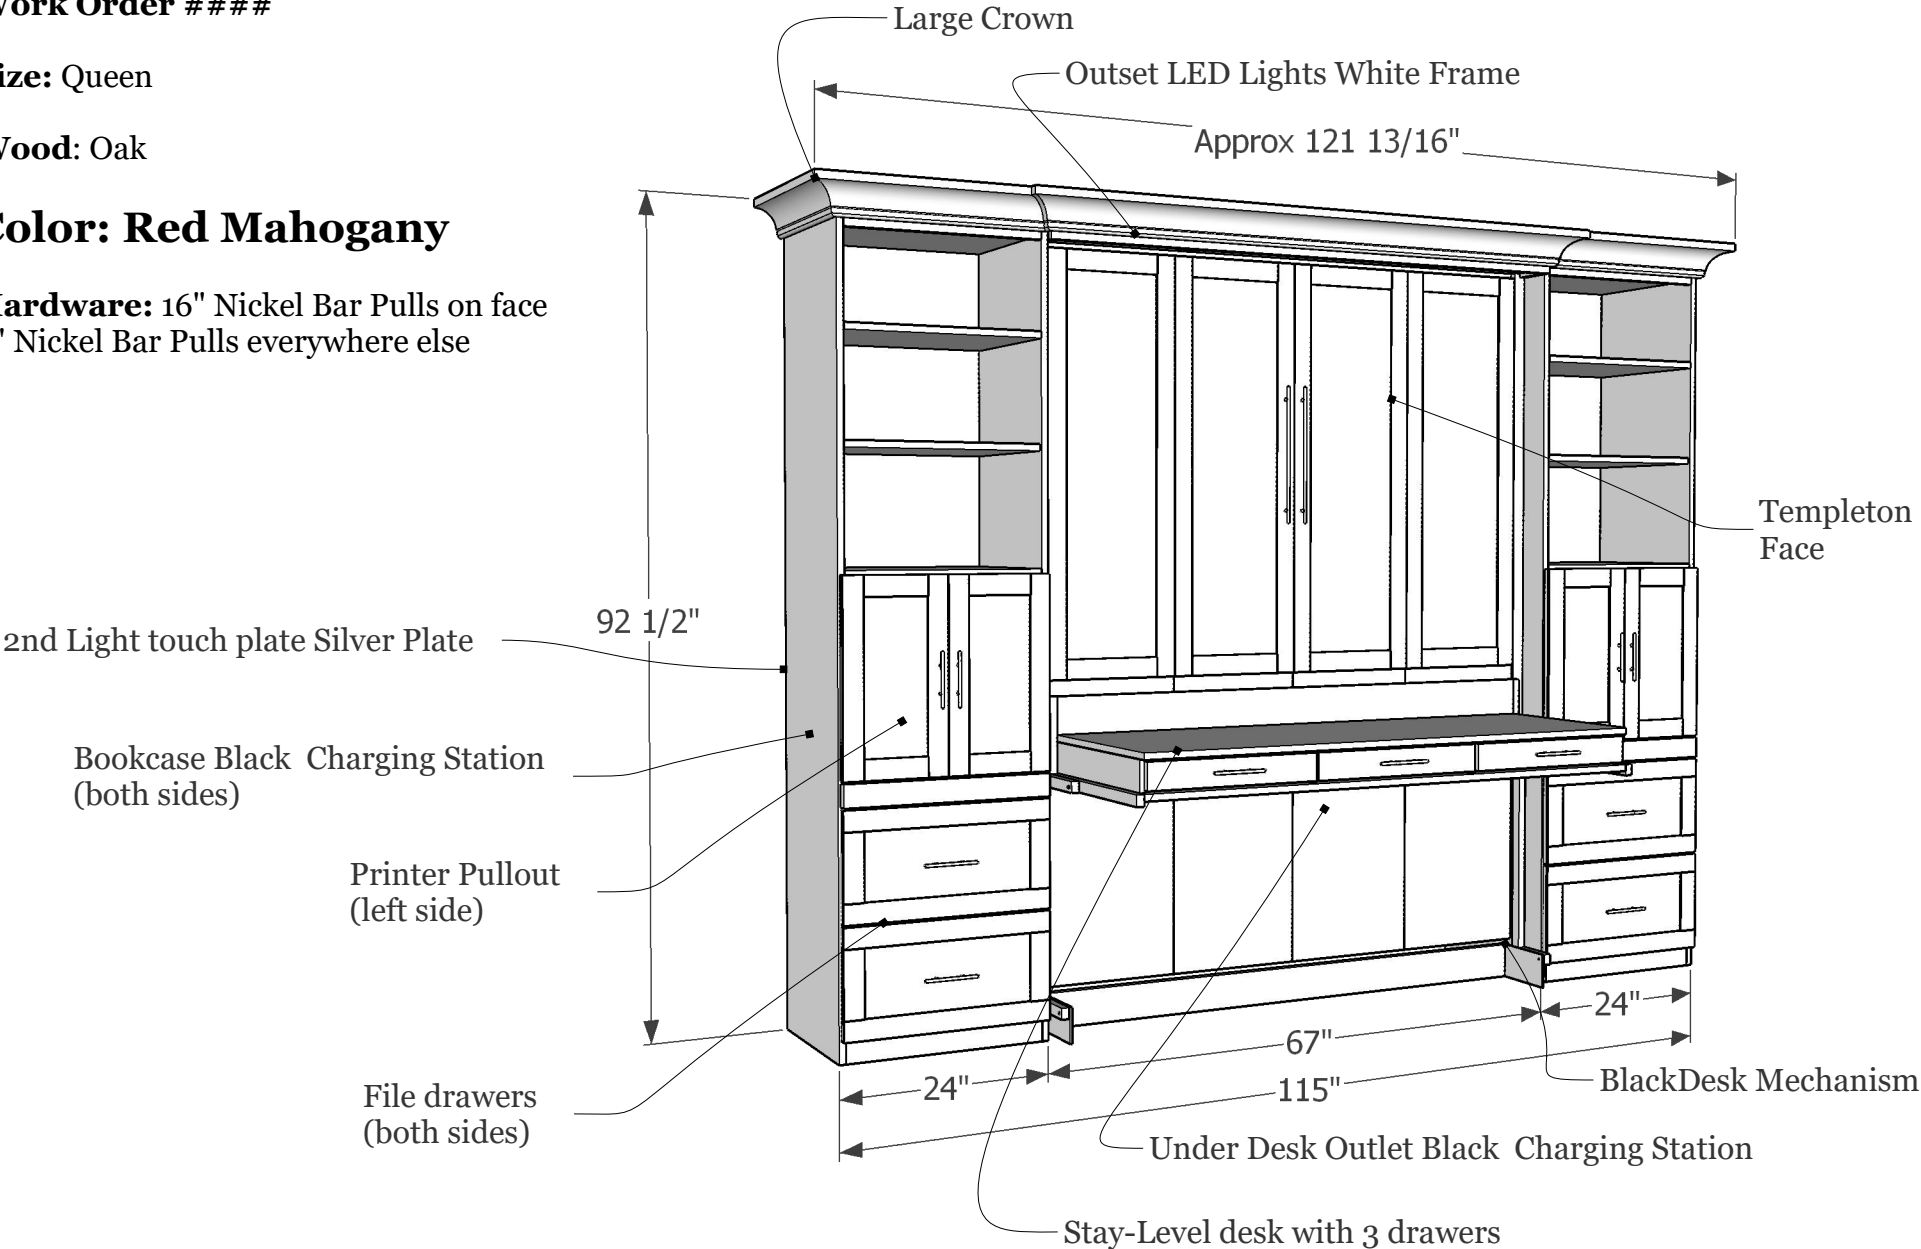 Work Order ####
Size: Queen
Wood: Oak
Color: Red Mahogany
Hardware: 16" Nickel Bar Pulls on face
" Nickel Bar Pulls everywhere else
Large Crown
Outset LED Lights White Frame
Approx 121 13/16"
Templeton
Face
92 1/2"
2nd Light touch plate Silver Plate
Bookcase Black Charging Station
(both sides)
Printer Pullout
(left side)
File drawers
(both sides)
24"
67"
24"
115"
BlackDesk Mechanism
Under Desk Outlet Black Charging Station
Stay-Level desk with 3 drawers